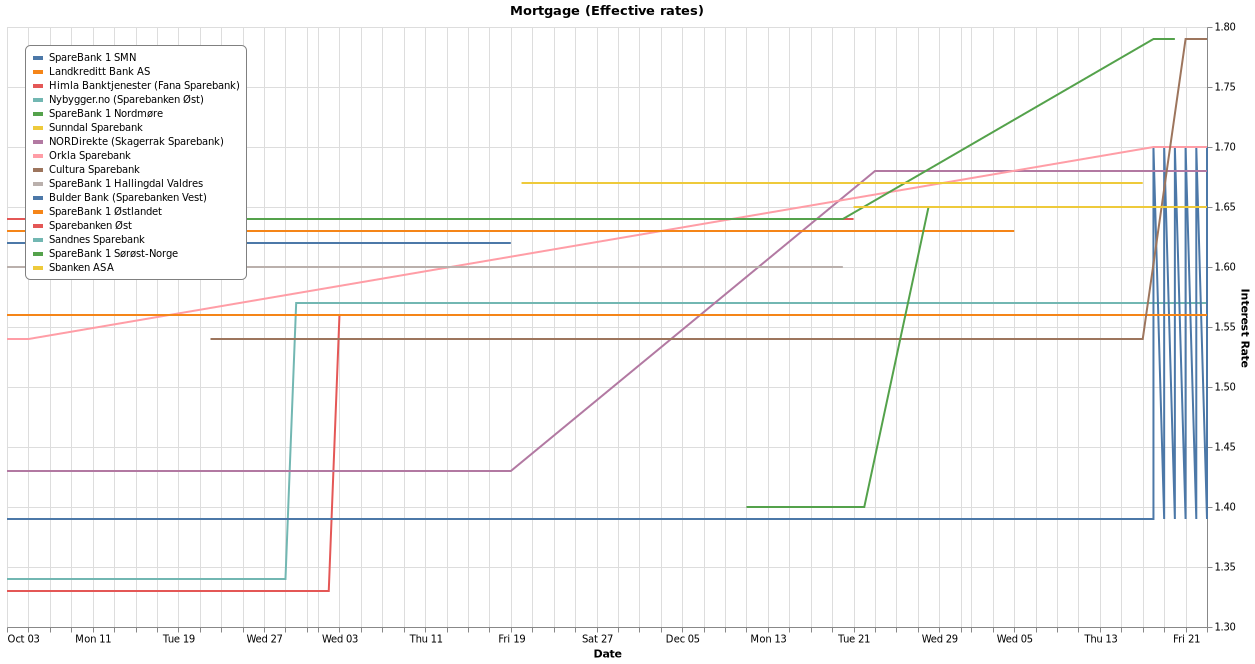 Mortgage (Effective rates)
SpareBank 1 SMN
Landkreditt Bank AS
Himla Banktjenester (Fana Sparebank)
Nybygger.no (Sparebanken Øst)
SpareBank 1 Nordmøre
Sunndal Sparebank
NORDirekte (Skagerrak Sparebank)
Orkla Sparebank
Cultura Sparebank
SpareBank 1 Hallingdal Valdres
Bulder Bank (Sparebanken Vest)
SpareBank 1 Østlandet
Sparebanken Øst
Sandnes Sparebank
SpareBank 1 Sørøst-Norge
Sbanken ASA
1.80
1.75
1.70
1.65
1.60
1.55
1.50
1.45
1.40
1.35
1.30
Interest Rate
Oct 03 Mon 11 Tue 19 Wed 27 Wed 03 Thu 11 Fri 19 Sat 27 Dec 05 Mon 13 Tue 21 Wed 29 Wed 05 Thu 13 Fri 21
Date